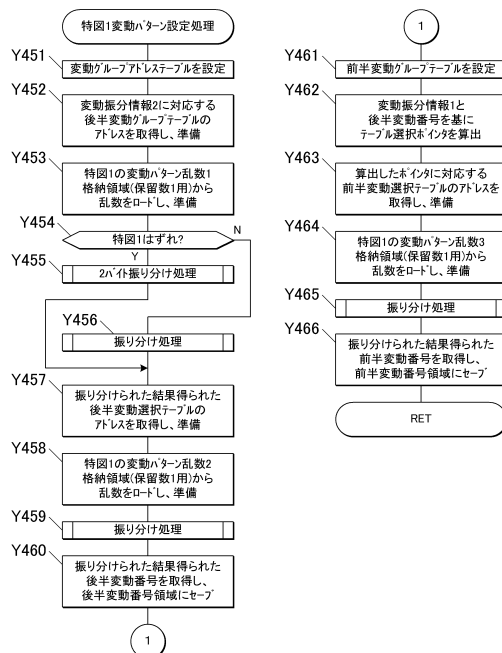 特図1変動パターン設定処理
Y451
変動グループアドレステーブルを設定
Y452
変動振分情報2に対応する
後半変動グループテーブルの
アドレスを取得し、準備
Y453
特図1の変動パターン乱数1
格納領域(保留数1用)から
乱数をロードし、準備
Y454
特図1はずれ?
N
Y
Y455
2バイト振り分け処理
Y456
振り分け処理
Y457
振り分けられた結果得られた
後半変動選択テーブルの
アドレスを取得し、準備
Y458
特図1の変動パターン乱数2
格納領域(保留数1用)から
乱数をロードし、準備
Y459
振り分け処理
Y460
振り分けられた結果得られた
後半変動番号を取得し、
後半変動番号領域にセーブ
1
1
Y461
前半変動グループテーブルを設定
Y462
変動振分情報1と
後半変動番号を基に
テーブル選択ポインタを算出
Y463
算出したポインタに対応する
前半変動選択テーブルのアドレスを
取得し、準備
Y464
特図1の変動パターン乱数3
格納領域(保留数1用)から
乱数をロードし、準備
Y465
振り分け処理
Y466
振り分けられた結果得られた
前半変動番号を取得し、
前半変動番号領域にセーブ
RET